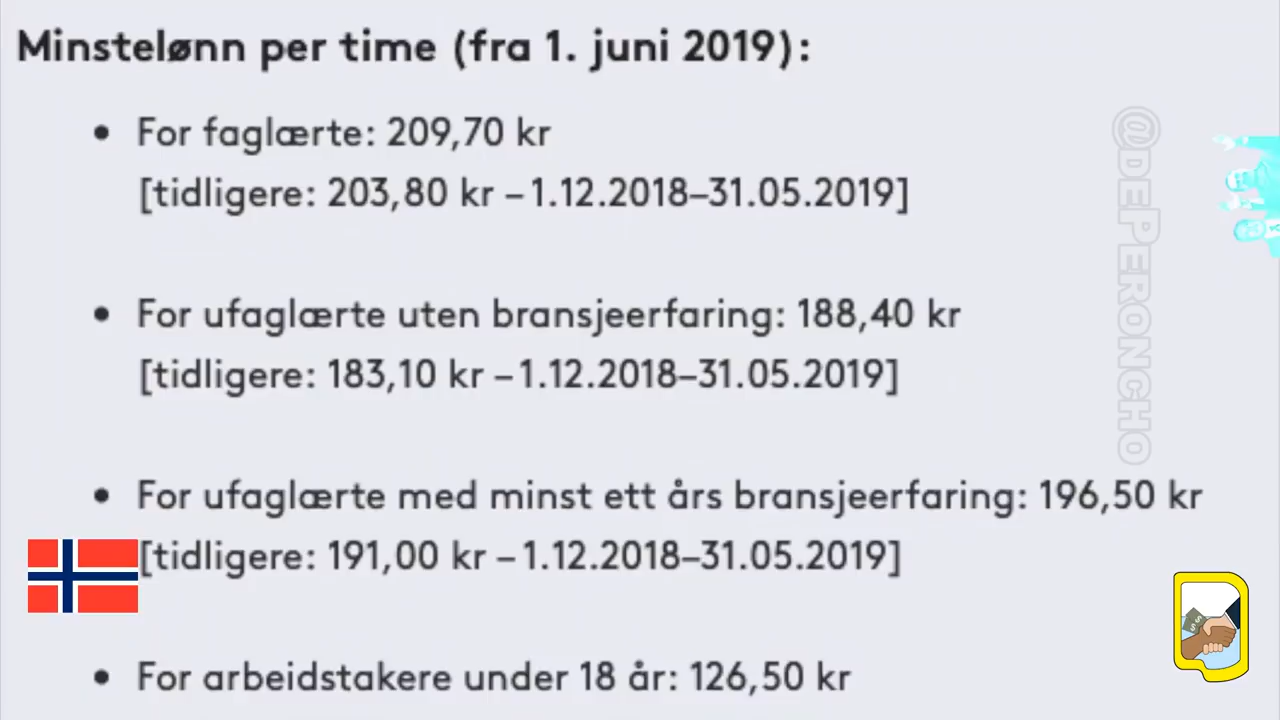 Minstelønn per time (fra 1. juni 2019):
• For faglærte: 209,70 kr
[tidligere: 203,80 kr – 1.12.2018–31.05.2019]
• For ufaglærte uten bransjeerfaring: 188,40 kr
[tidligere: 183,10 kr – 1.12.2018–31.05.2019]
• For ufaglærte med minst ett års bransjeerfaring: 196,50 kr
[tidligere: 191,00 kr – 1.12.2018–31.05.2019]
• For arbeidstakere under 18 år: 126,50 kr
@DEPERONCHO
$ $